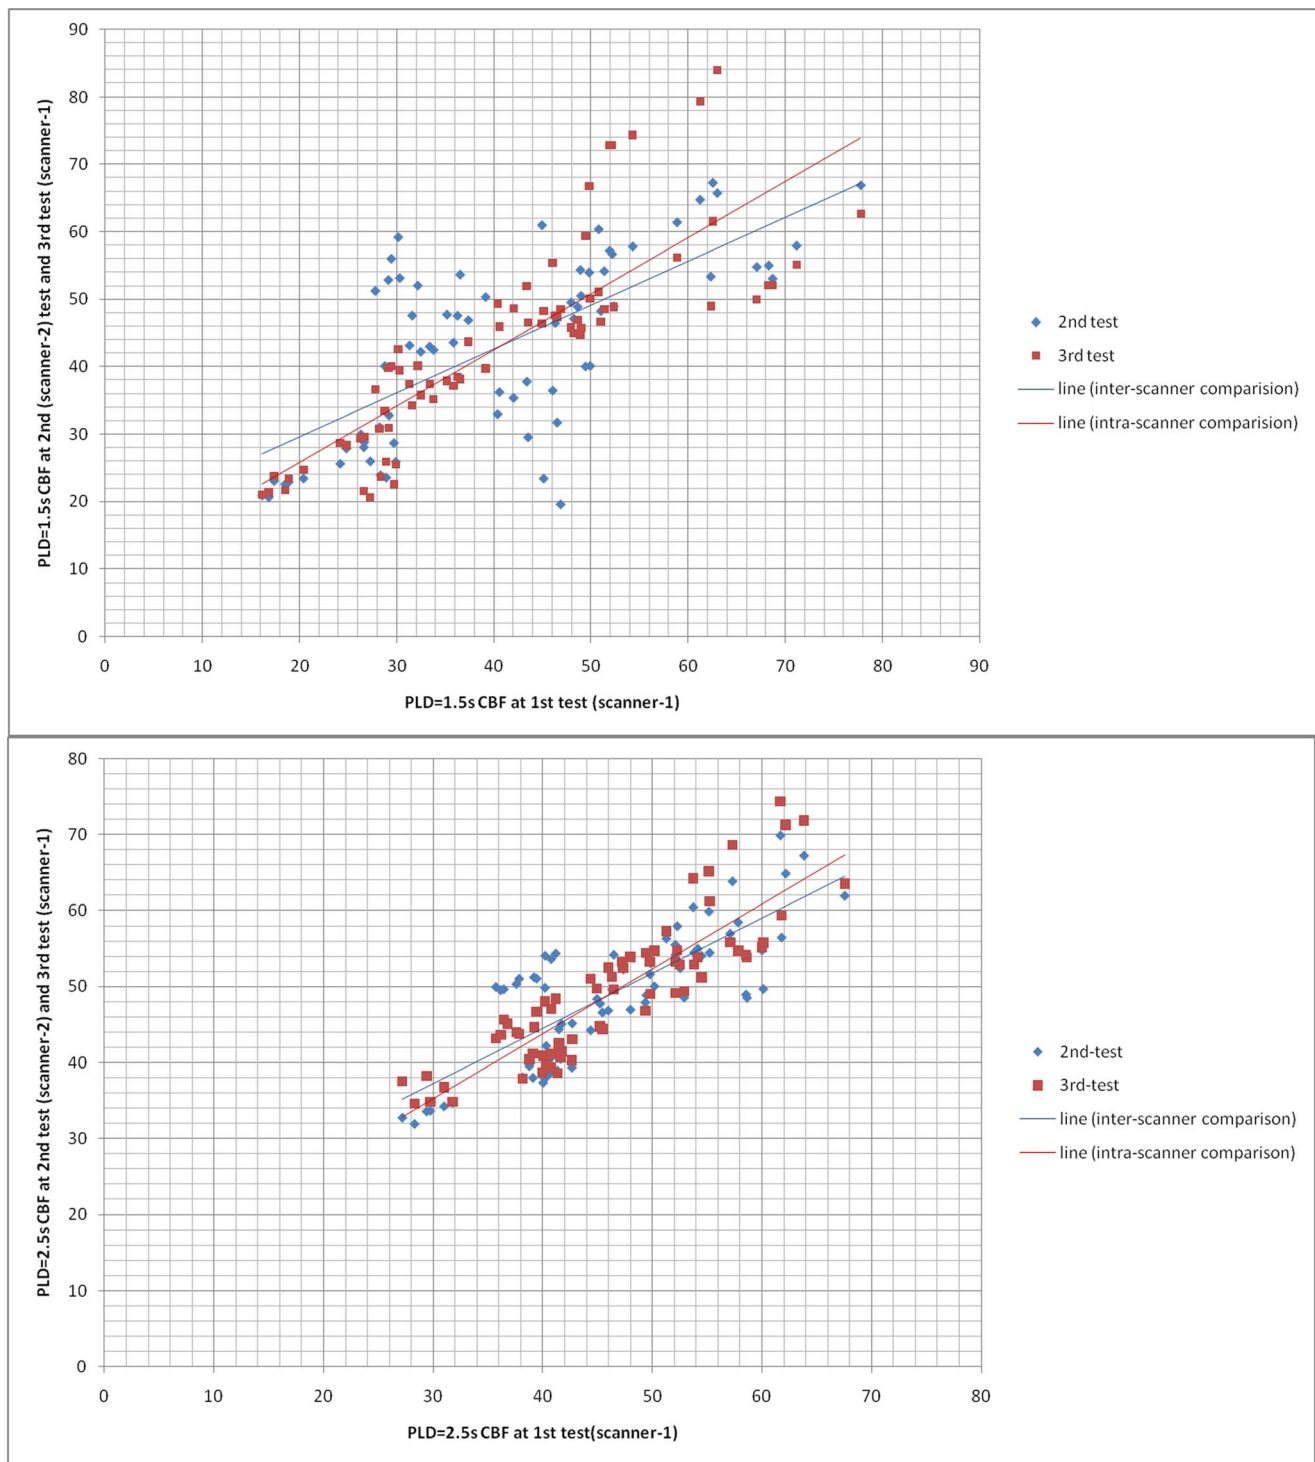 90
80
70
60
50
40
30
20
10
0
0 10 20 30 40 50 60 70 80 90
PLD=1.5s CBF at 2nd (scanner-2) test and 3rd test (scanner-1)
PLD=1.5s CBF at 1st test (scanner-1)
2nd test
3rd test
line (inter-scanner comparision)
line (intra-scanner comparision)
80
70
60
50
40
30
20
10
0
0 10 20 30 40 50 60 70 80
PLD=2.5s CBF at 2nd test (scanner-2) and 3rd test (scanner-1)
PLD=2.5s CBF at 1st test(scanner-1)
2nd-test
3rd-test
line (inter-scanner comparison)
line (intra-scanner comparison)